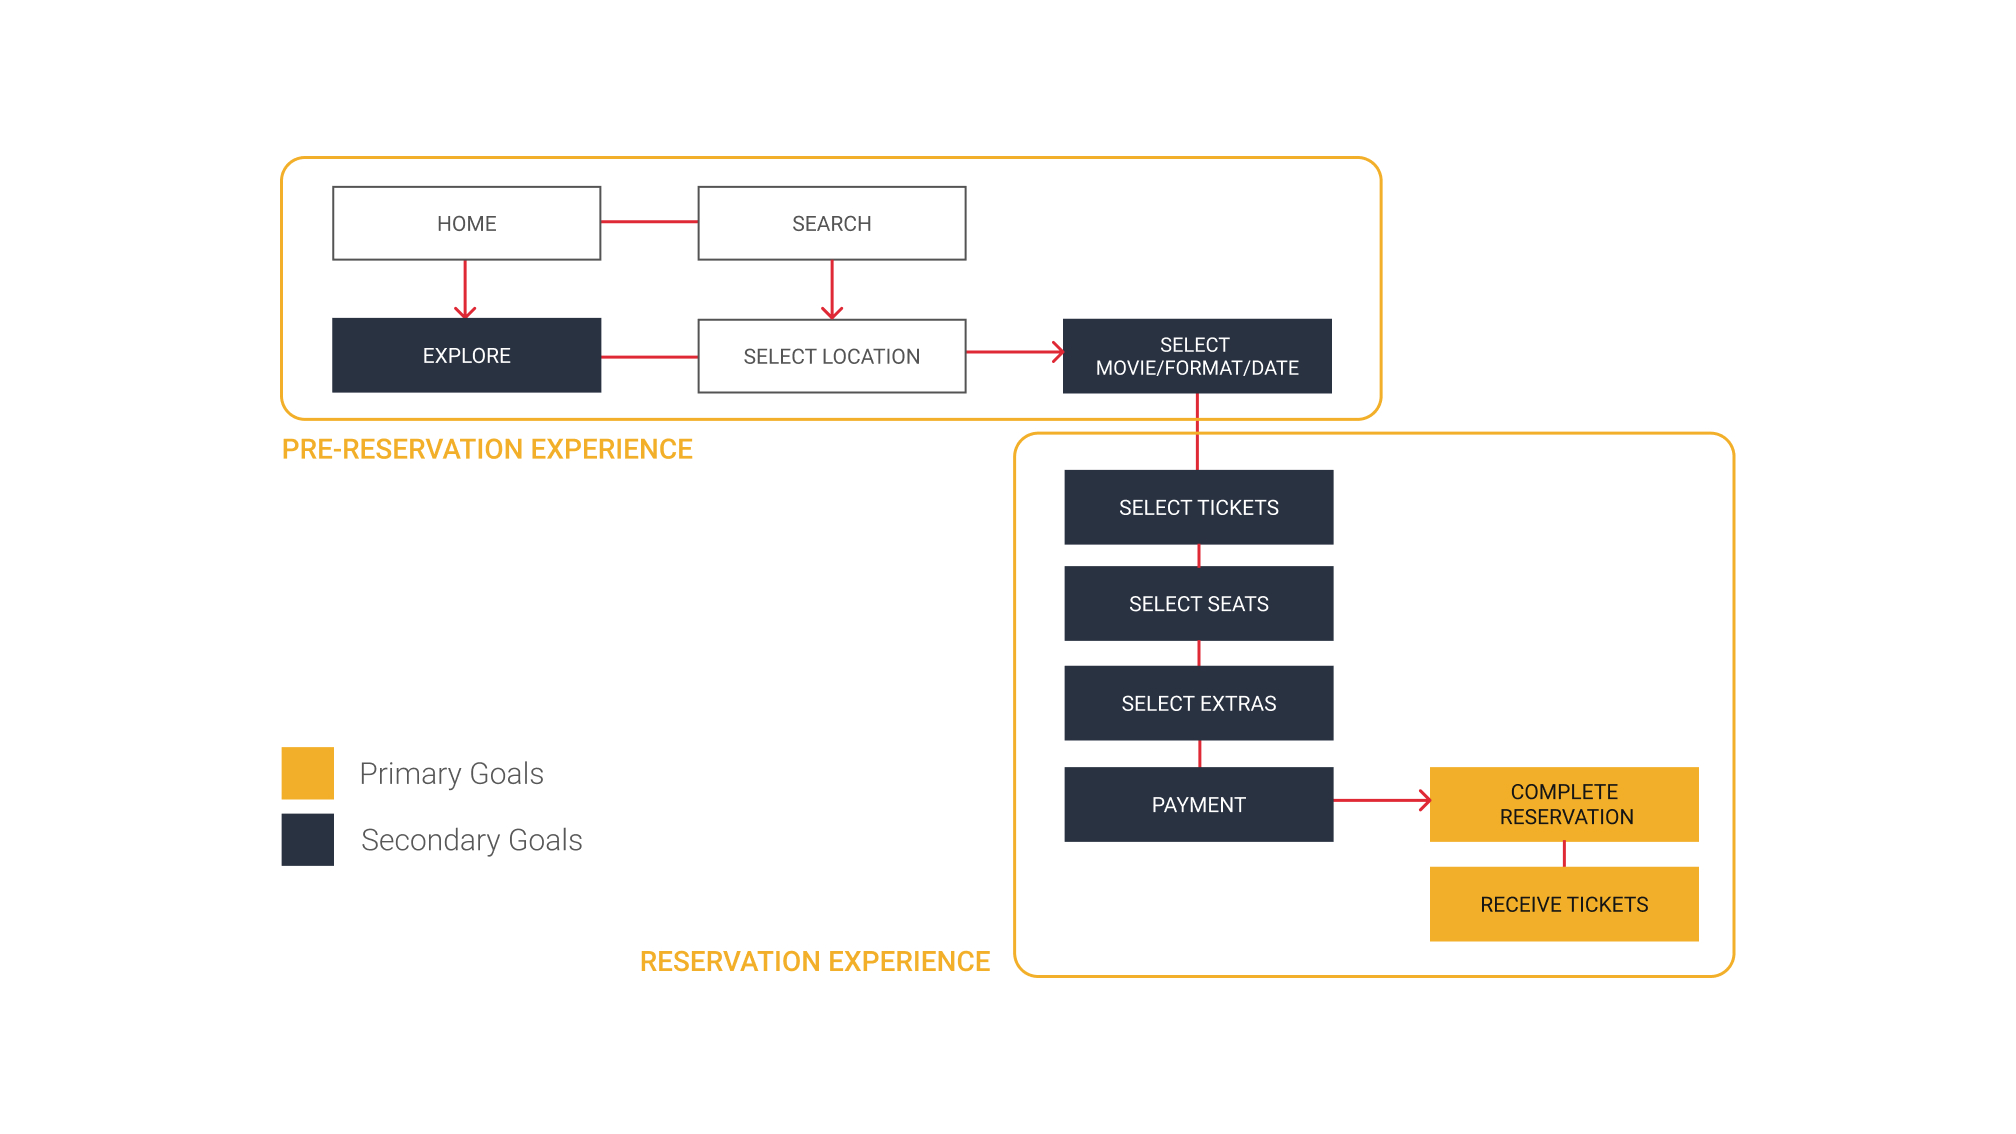 HOME
SEARCH
EXPLORE
SELECT LOCATION
SELECT
MOVIE/FORMAT/DATE
PRE-RESERVATION EXPERIENCE
SELECT TICKETS
SELECT SEATS
SELECT EXTRAS
PAYMENT
COMPLETE
RESERVATION
RECEIVE TICKETS
RESERVATION EXPERIENCE
Primary Goals
Secondary Goals